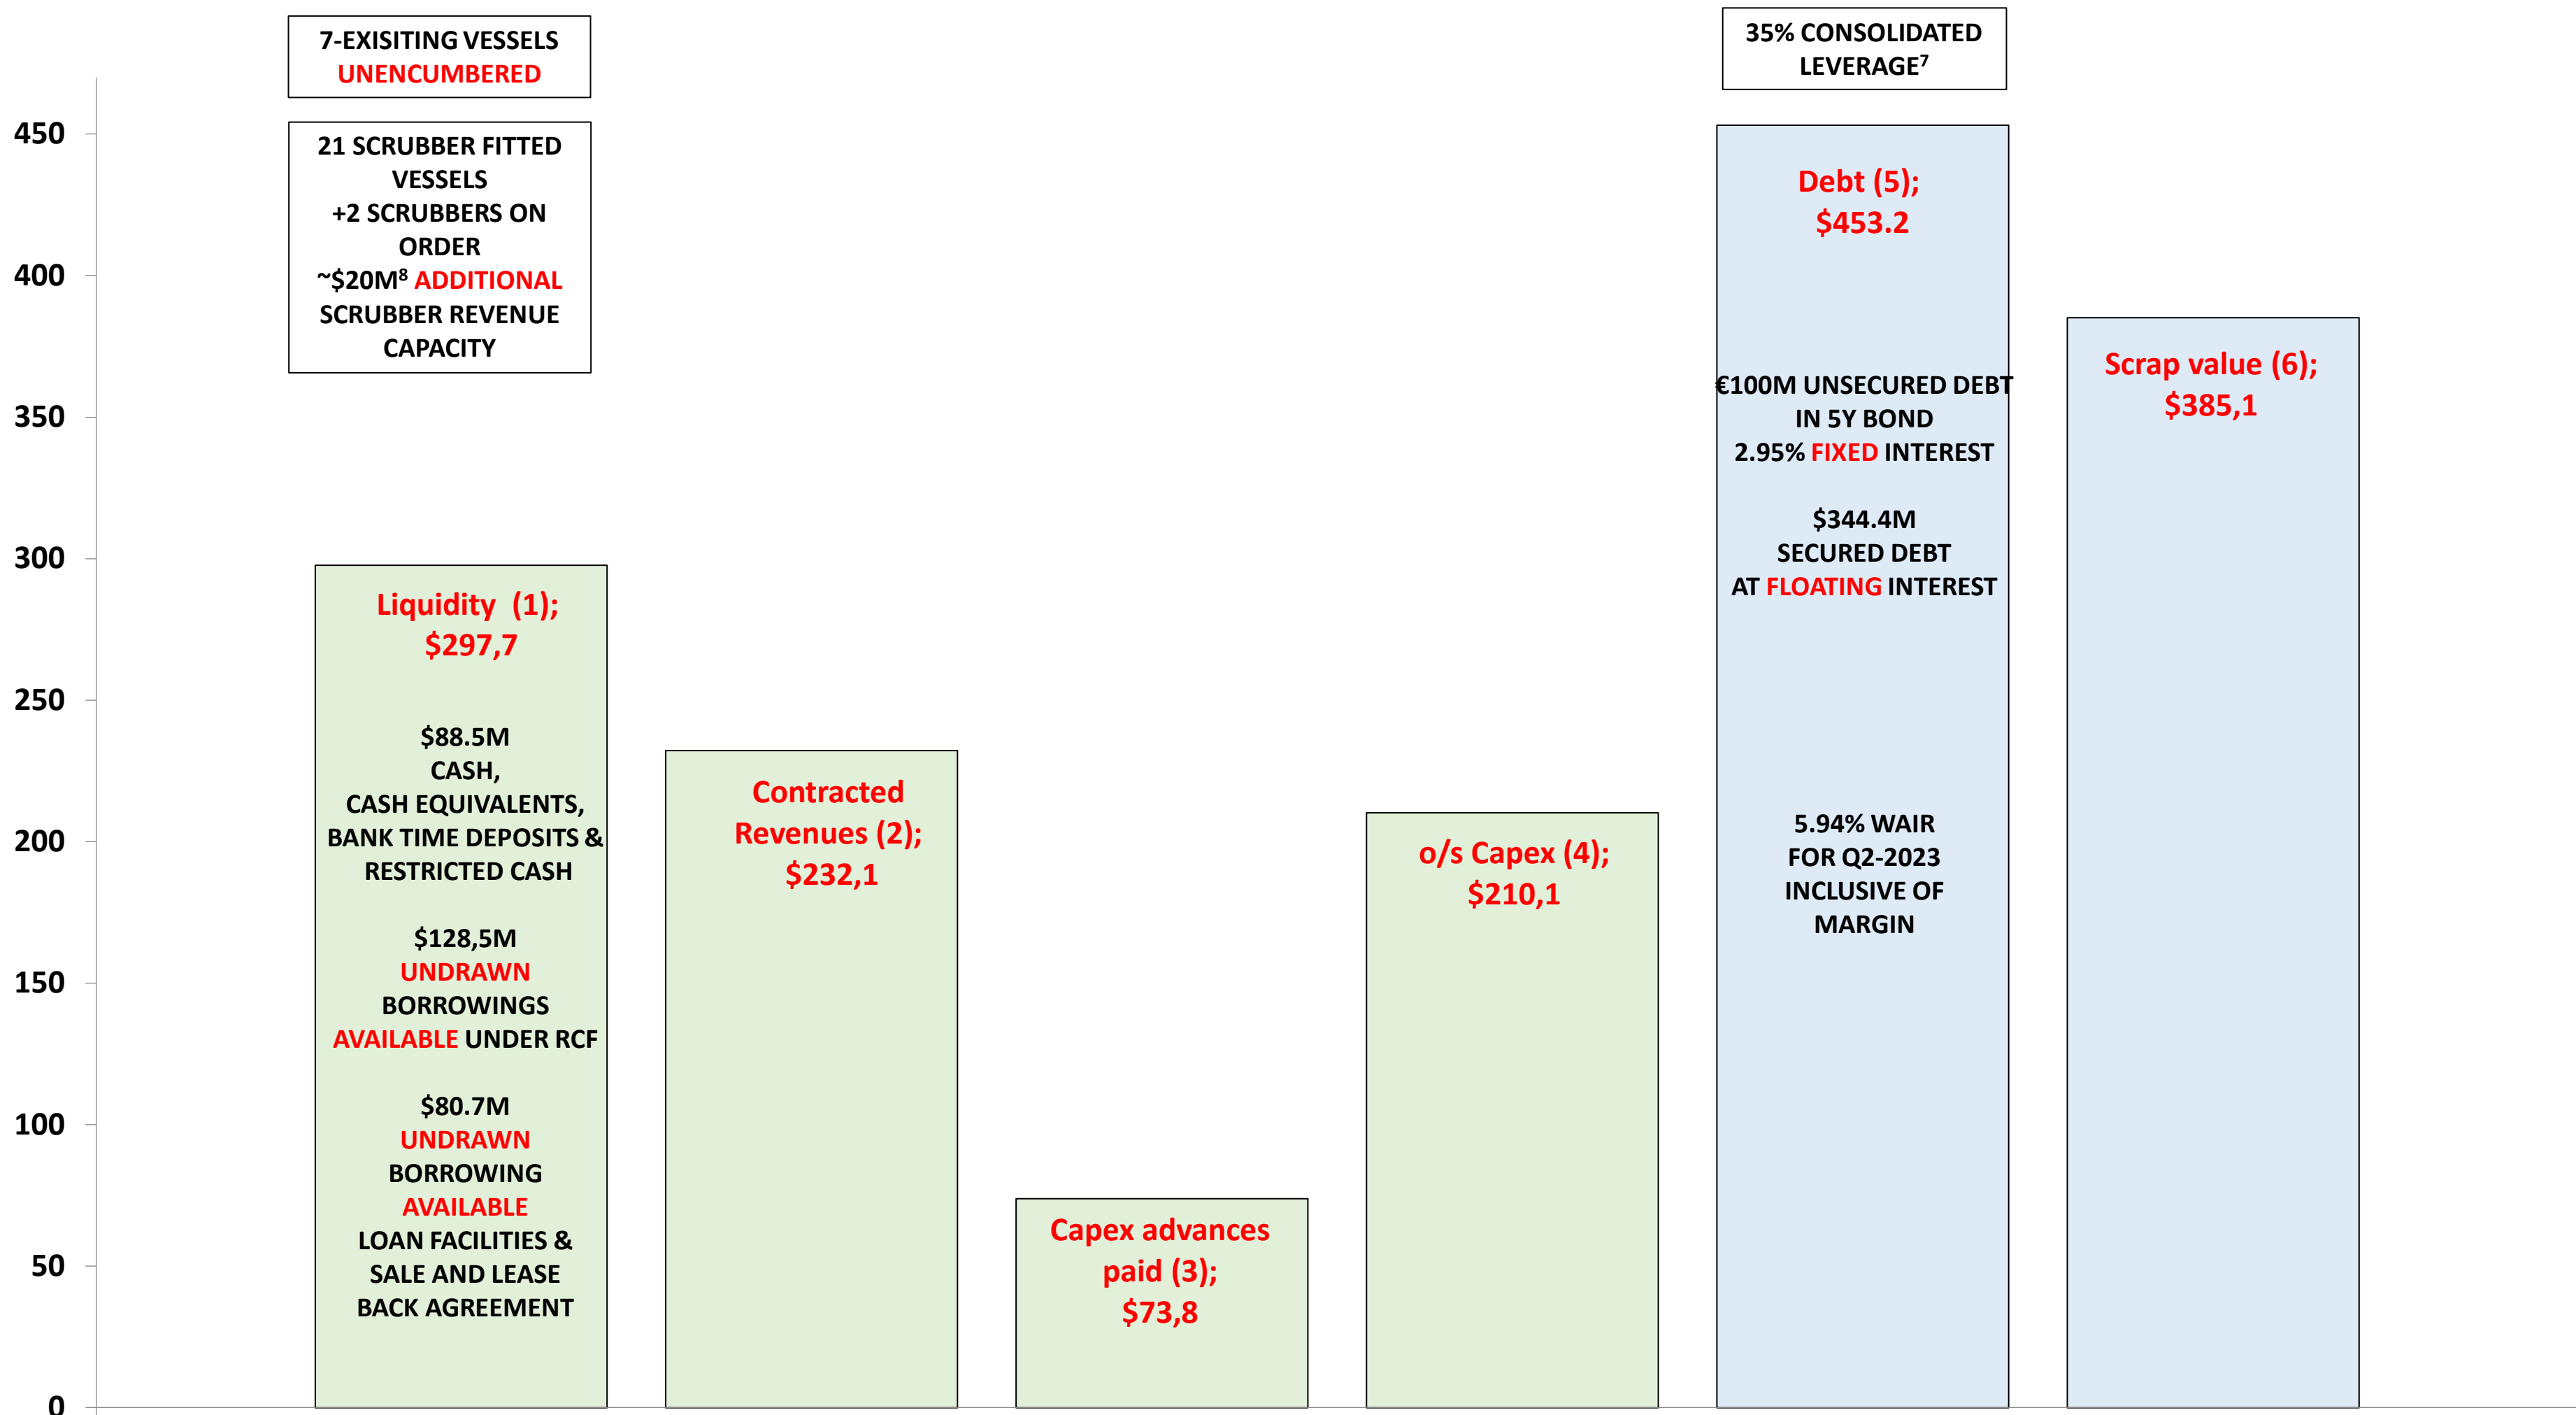 7-EXISITING VESSELS
UNENCUMBERED
21 SCRUBBER FITTED
VESSELS
+2 SCRUBBERS ON
ORDER
~$20M⁸ ADDITIONAL
SCRUBBER REVENUE
CAPACITY
35% CONSOLIDATED
LEVERAGE⁷
450
400
350
300
250
200
150
100
50
0
Liquidity (1);
$297,7
$88.5M
CASH,
CASH EQUIVALENTS,
BANK TIME DEPOSITS &
RESTRICTED CASH
$128,5M
UNDRAWN
BORROWINGS
AVAILABLE UNDER RCF
$80.7M
UNDRAWN
BORROWING
AVAILABLE
LOAN FACILITIES &
SALE AND LEASE
BACK AGREEMENT
Contracted
Revenues (2);
$232,1
Capex advances
paid (3);
$73,8
o/s Capex (4);
$210,1
Debt (5);
$453.2
€100M UNSECURED DEBT
IN 5Y BOND
2.95% FIXED INTEREST
$344.4M
SECURED DEBT
AT FLOATING INTEREST
5.94% WAIR
FOR Q2-2023
INCLUSIVE OF
MARGIN
Scrap value (6);
$385,1